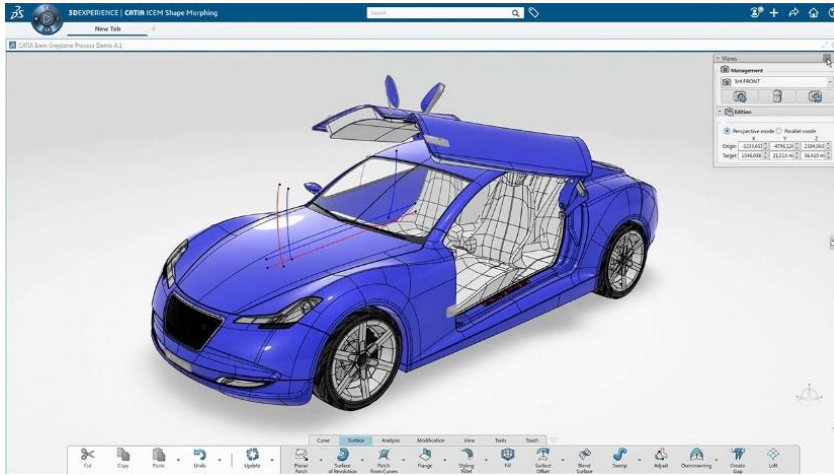 3DEXPERIENCE | CATIA ICEM Shape Morphing
Search
New Tab
+
CATIA Icem Greyzone Process Demo A.1
Views
Management
3/4 FRONT
Edition
Perspective mode Parallel mode
X Y Z
Origin
Target
Curve Surface Analysis Modification View Tools Touch
Cut Copy Paste Undo Update Planar Patch Surface of Revolution Patch From Curves Flange Styling Fillet Fill Surface Offset Blend Surface Sweep Adjust Overcrowning Create Gap Loft